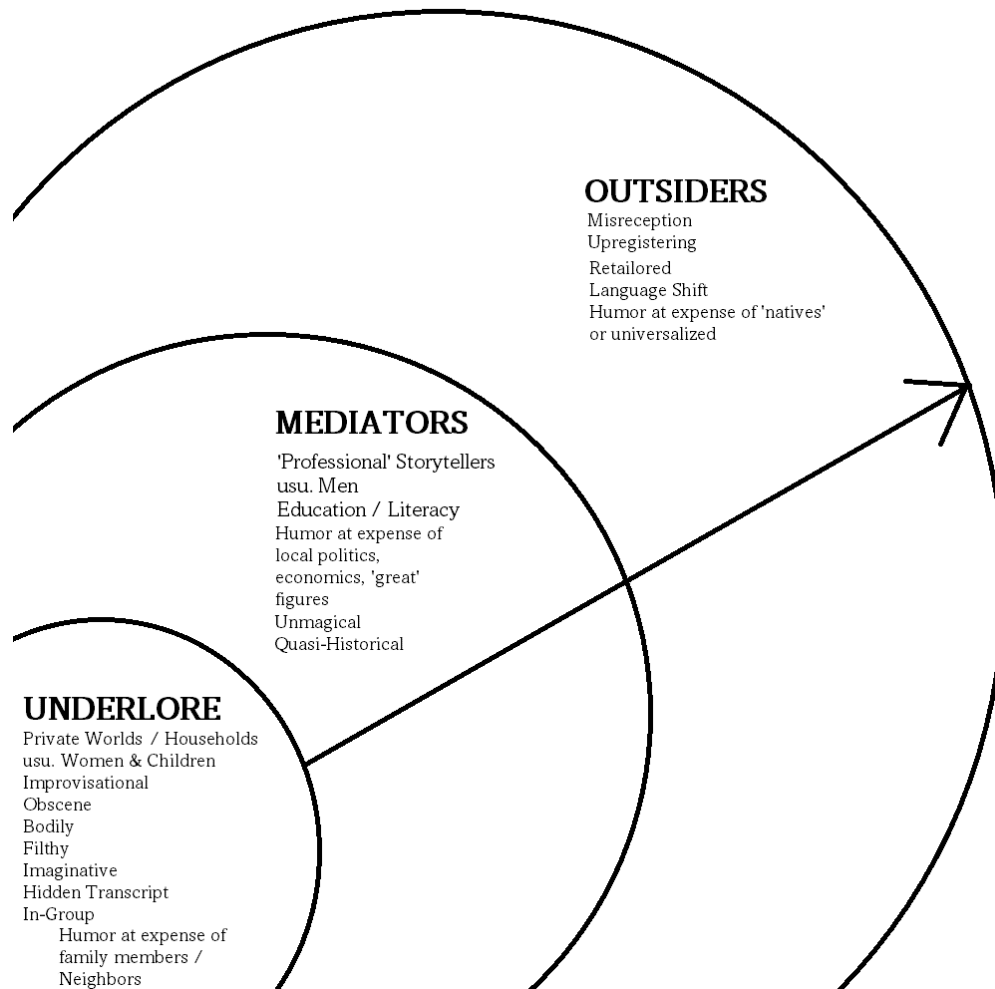 OUTSIDERS
Misreception
Upregistering
Retailored
Language Shift
Humor at expense of 'natives'
or universalized
MEDIATORS
'Professional' Storytellers
usu. Men
Education / Literacy
Humor at expense of
local politics,
economics, 'great'
figures
Unmagical
Quasi-Historical
UNDERLORE
Private Worlds / Households
usu. Women & Children
Improvisational
Obscene
Bodily
Filthy
Imaginative
Hidden Transcript
In-Group
Humor at expense of
family members /
Neighbors